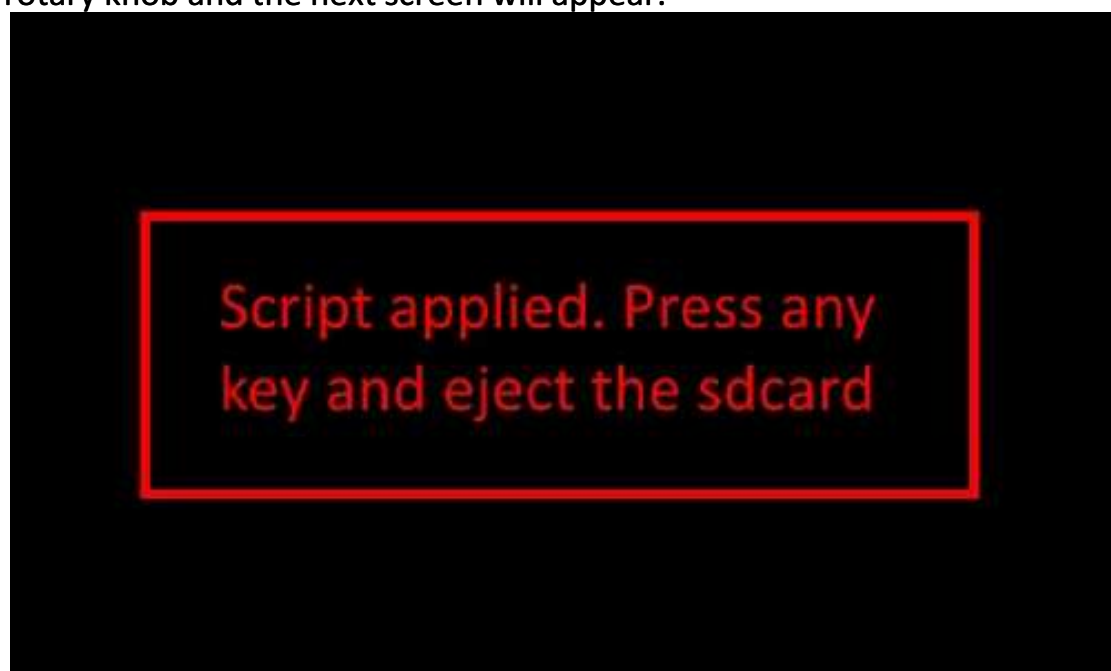 rotary knob and the next screen will appear:
Script applied. Press any
key and eject the sdcard